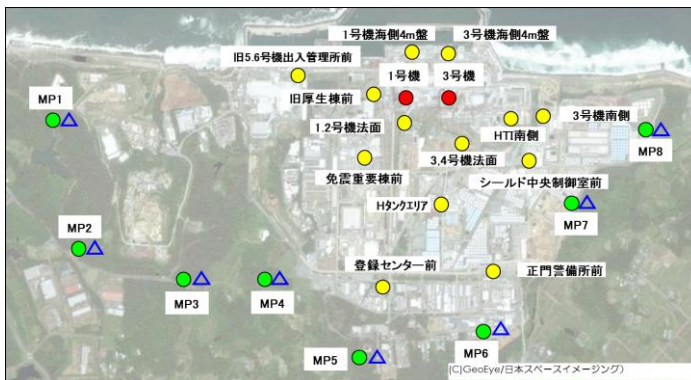 1号機海側4m盤
3号機海側4m盤
旧5.6号機出入管理所前
1号機
3号機
MP1
旧厚生棟前
3号機南側
1.2号機法面
HTI南側
MP8
3.4号機法面
免震重要棟前
シールド中央制御室前
Hタンクエリア
MP7
MP2
登録センター前
正門警備所前
MP3
MP4
MP5
MP6
(C)GeoEye/日本スペースイメージング)